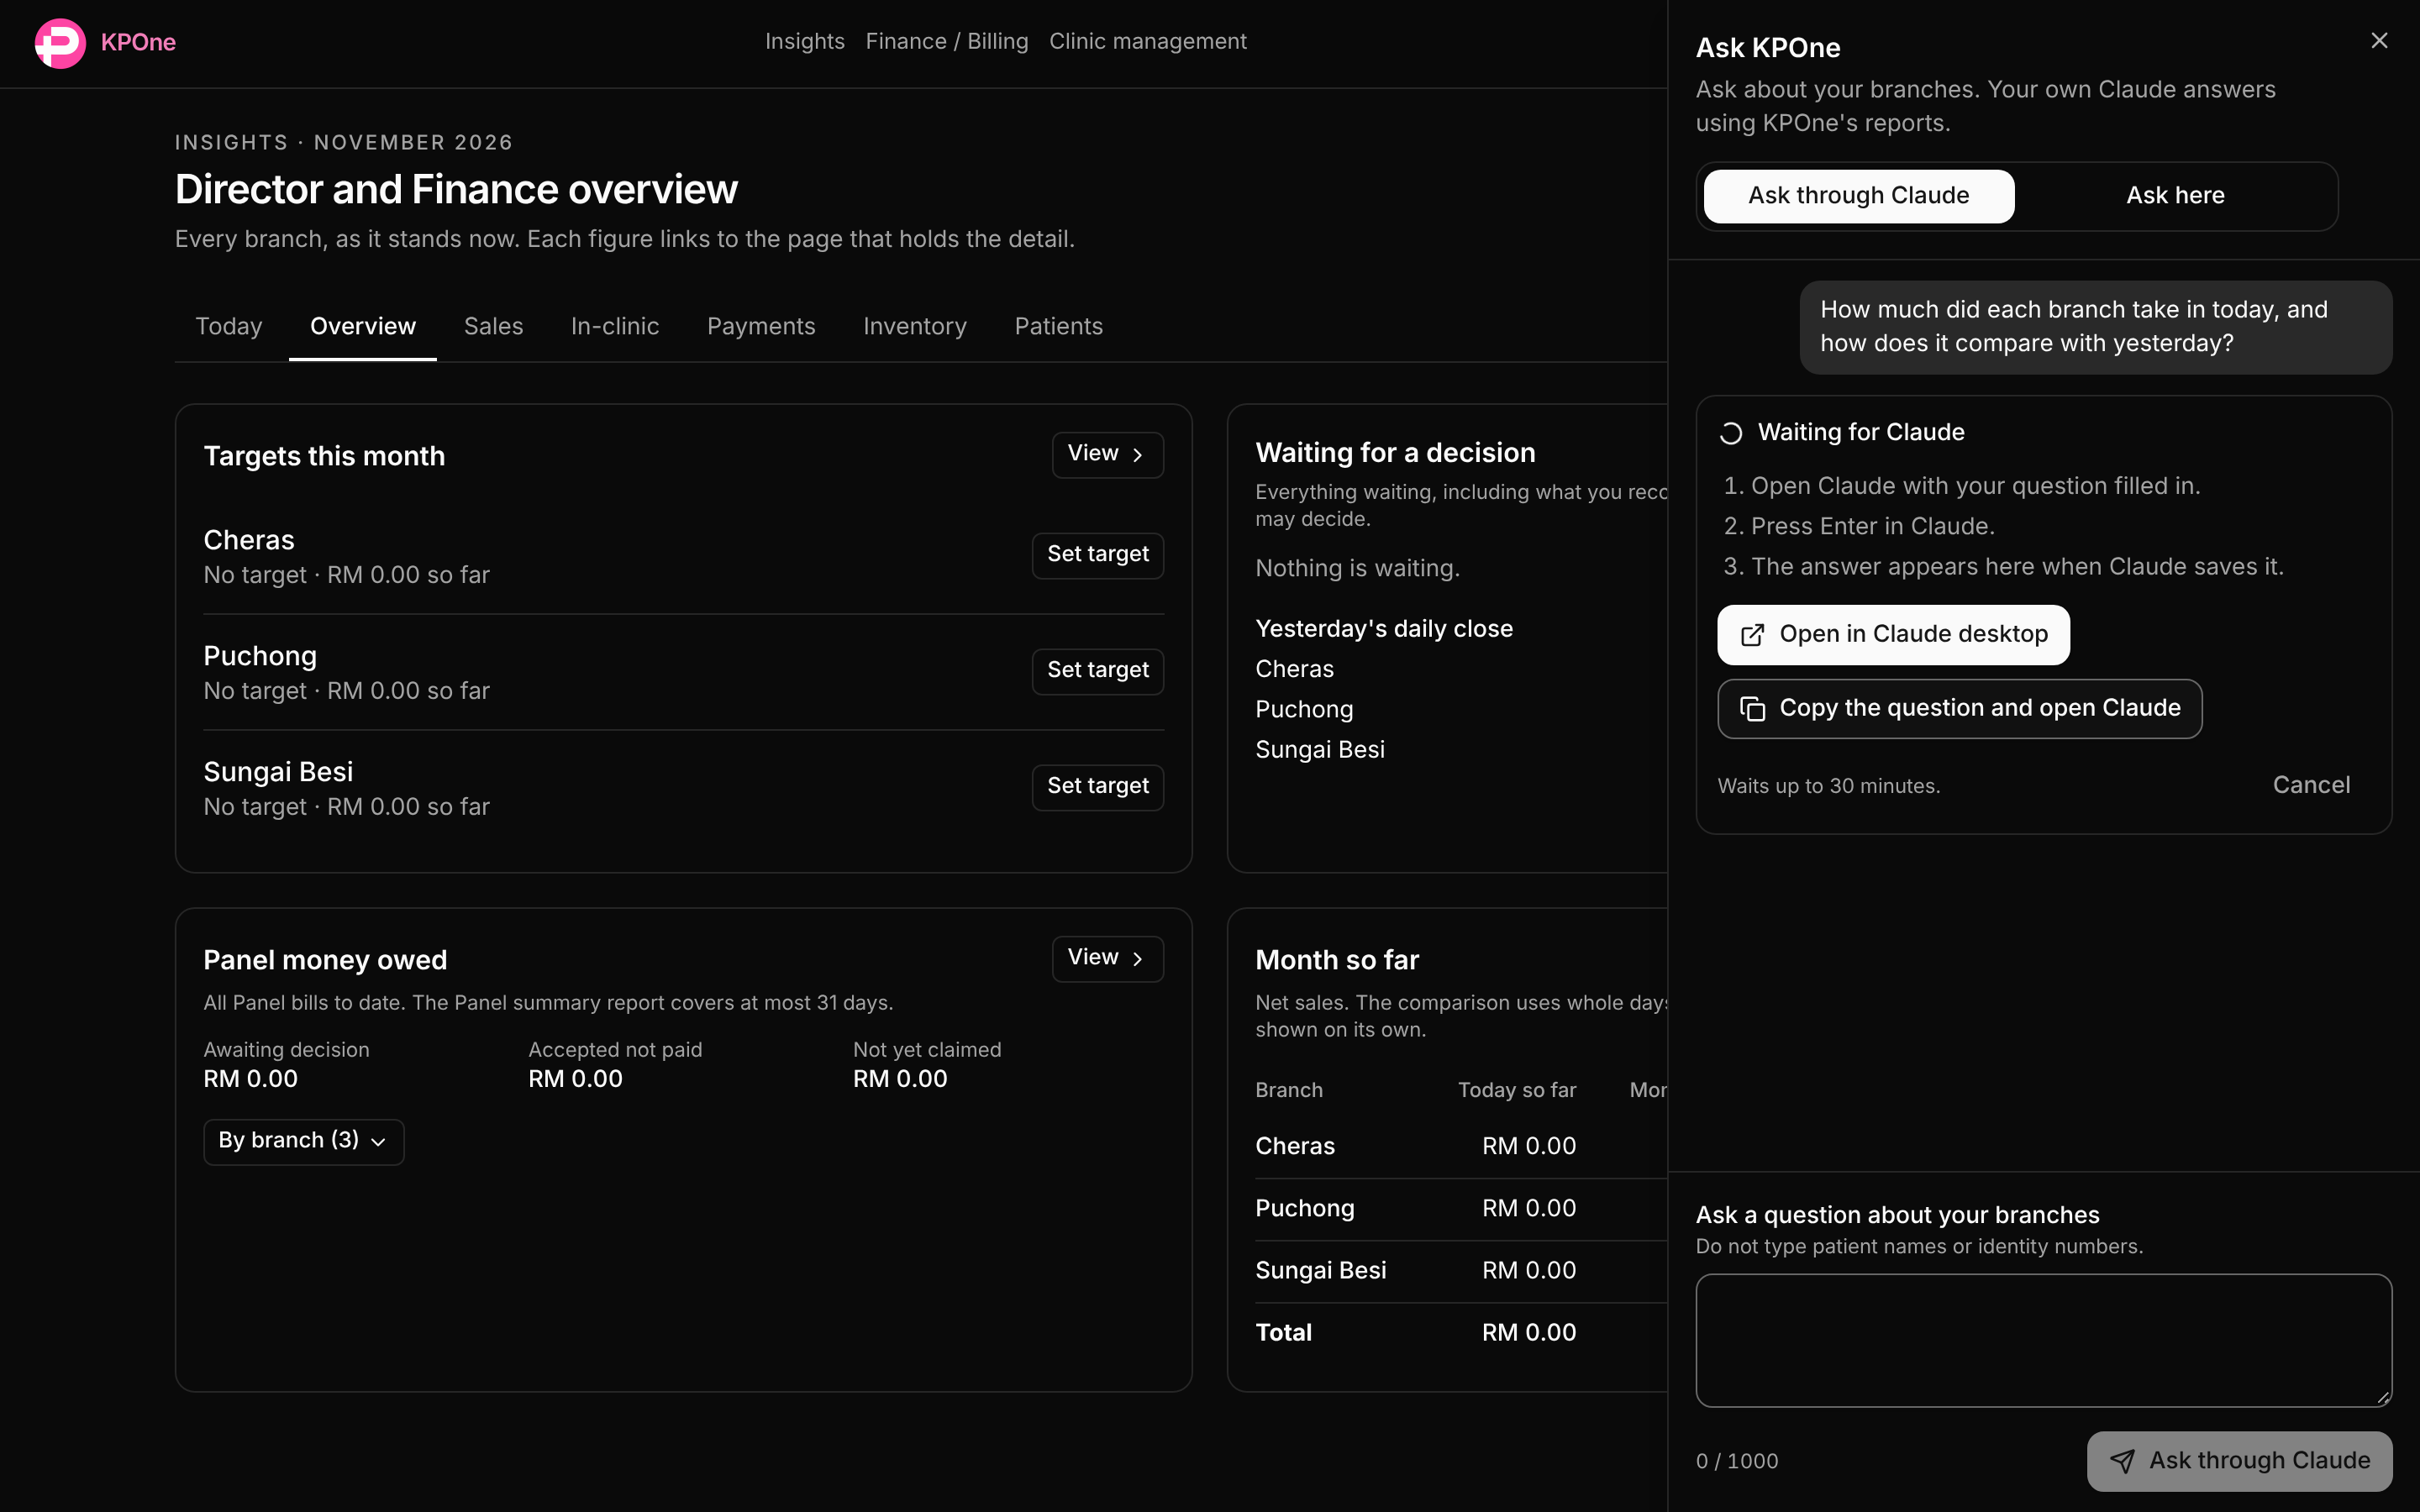 KPOne
Insights
Finance / Billing
Clinic management
INSIGHTS · NOVEMBER 2026
Director and Finance overview
Every branch, as it stands now. Each figure links to the page that holds the detail.
Today
Overview
Sales
In-clinic
Payments
Inventory
Patients
Targets this month
View
Cheras
No target · RM 0.00 so far
Set target
Puchong
No target · RM 0.00 so far
Set target
Sungai Besi
No target · RM 0.00 so far
Set target
Waiting for a decision
Everything waiting, including what you
may decide.
Nothing is waiting.
Yesterday's daily close
Cheras
Puchong
Sungai Besi
Panel money owed
View
All Panel bills to date. The Panel summary report covers at most 31 days.
Awaiting decision
RM 0.00
Accepted not paid
RM 0.00
Not yet claimed
RM 0.00
By branch (3)
Month so far
Net sales. The comparison uses whole days
shown on its own.
Branch
Today so far
Cheras
RM 0.00
Puchong
RM 0.00
Sungai Besi
RM 0.00
Total
RM 0.00
Ask KPOne
Ask about your branches. Your own Claude answers
using KPOne's reports.
Ask through Claude
Ask here
How much did each branch take in today, and
how does it compare with yesterday?
Waiting for Claude
1. Open Claude with your question filled in.
2. Press Enter in Claude.
3. The answer appears here when Claude saves it.
Open in Claude desktop
Copy the question and open Claude
Waits up to 30 minutes.
Cancel
Ask a question about your branches
Do not type patient names or identity numbers.
0 / 1000
Ask through Claude